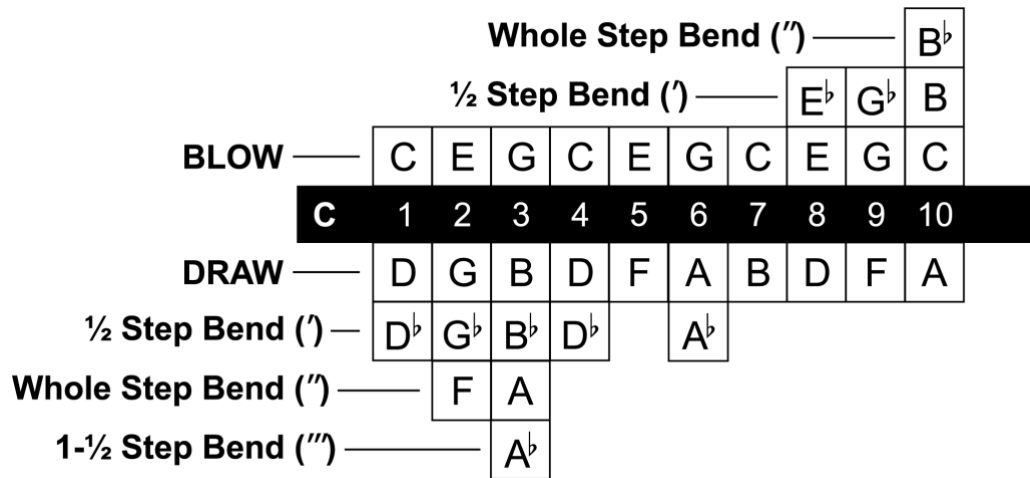 Whole Step Bend (″) B♭
½ Step Bend (′) E♭ G♭ B
BLOW C E G C E G C E G C
C 1 2 3 4 5 6 7 8 9 10
DRAW D G B D F A B D F A
½ Step Bend (′) D♭ G♭ B♭ D♭ A♭
Whole Step Bend (″) F A
1-½ Step Bend (‴) A♭